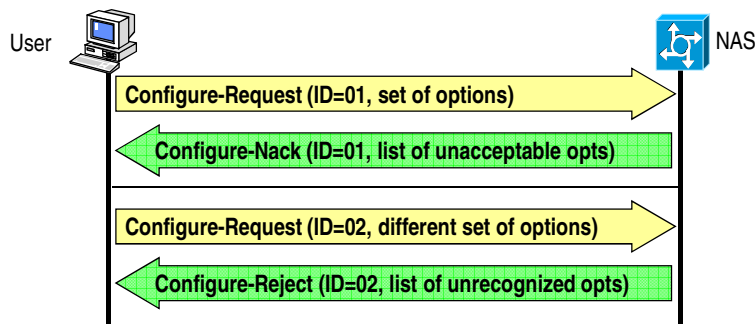 User
NAS
Configure-Request (ID=01, set of options)
Configure-Nack (ID=01, list of unacceptable opts)
Configure-Request (ID=02, different set of options)
Configure-Reject (ID=02, list of unrecognized opts)